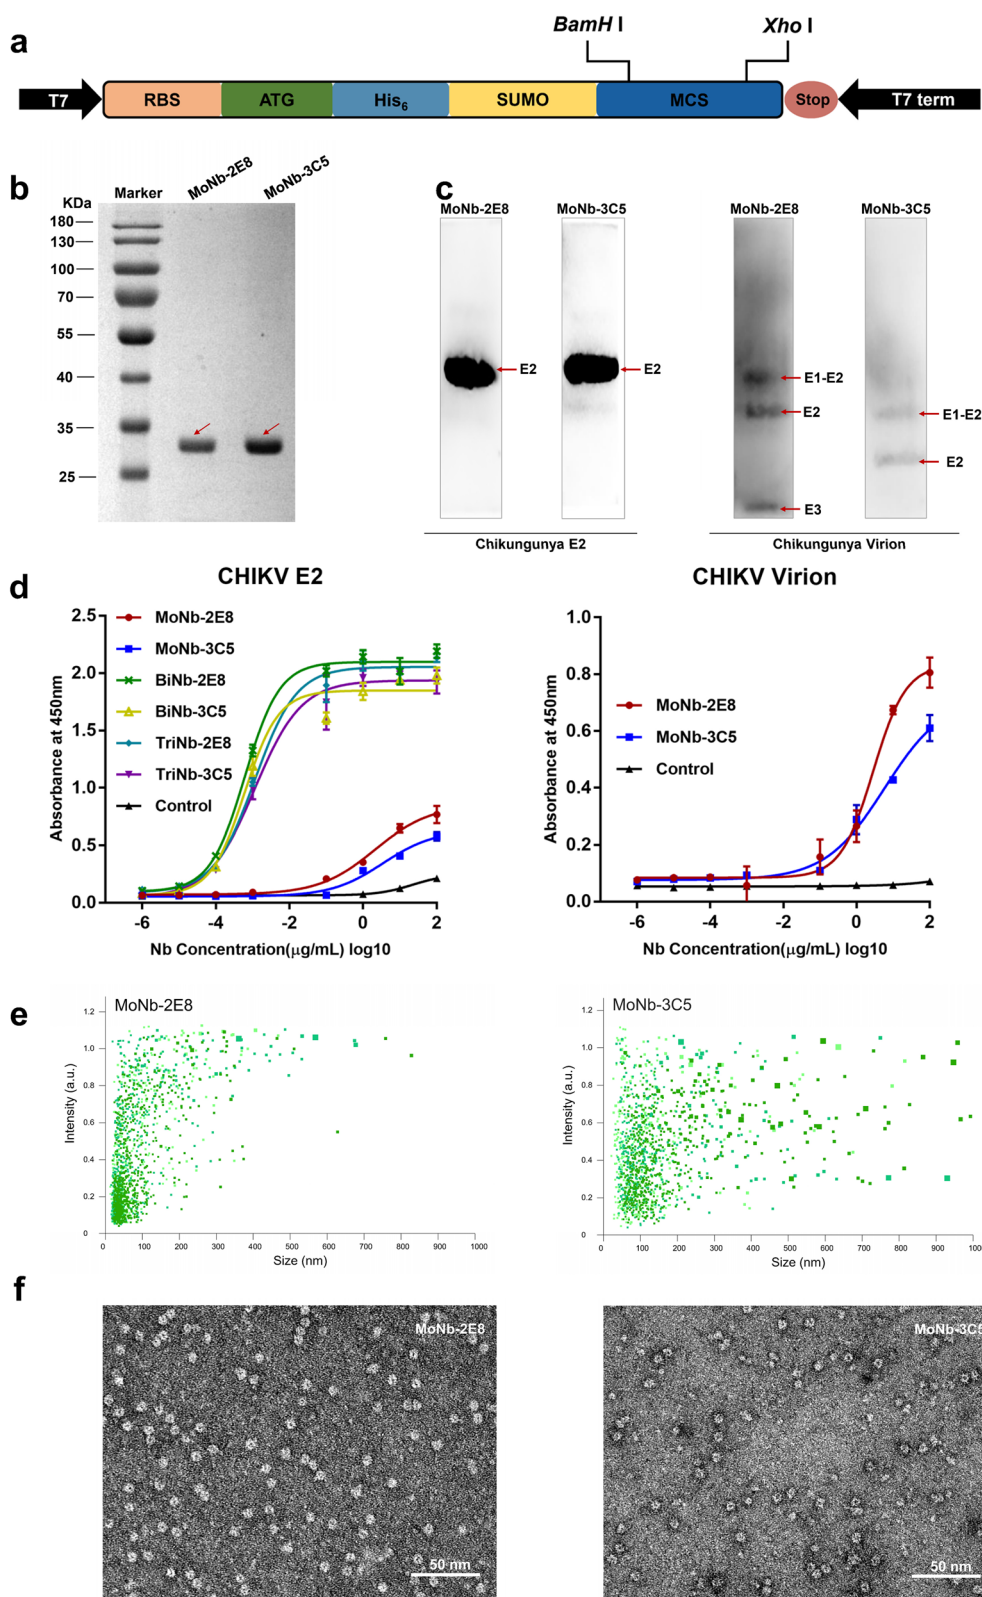 a
BamH I
Xho I
T7
RBS
ATG
His6
SUMO
MCS
Stop
T7 term
b
KDa
Marker
MoNb-2E8
MoNb-3C5
180
130
100
70
55
40
35
25
c
MoNb-2E8
MoNb-3C5
MoNb-2E8
MoNb-3C5
E2
E2
E1-E2
E2
E3
E1-E2
E2
Chikungunya E2
Chikungunya Virion
d
CHIKV E2
Absorbance at 450nm
2.5
2.0
1.5
1.0
0.5
0.0
MoNb-2E8
MoNb-3C5
BiNb-2E8
BiNb-3C5
TriNb-2E8
TriNb-3C5
Control
-6
-4
-2
0
2
Nb Concentration(μg/mL) log10
CHIKV Virion
Absorbance at 450nm
1.0
0.8
0.6
0.4
0.2
0.0
MoNb-2E8
MoNb-3C5
Control
-6
-4
-2
0
2
Nb Concentration(μg/mL) log10
e
MoNb-2E8
Intensity (a.u.)
1.2
1.0
0.8
0.6
0.4
0.2
0
0
100
200
300
400
500
600
700
800
900
1000
Size (nm)
MoNb-3C5
Intensity (a.u.)
1.2
1.0
0.8
0.6
0.4
0.2
0
0
100
200
300
400
500
600
700
800
900
1000
Size (nm)
f
MoNb-2E8
50 nm
MoNb-3C5
50 nm